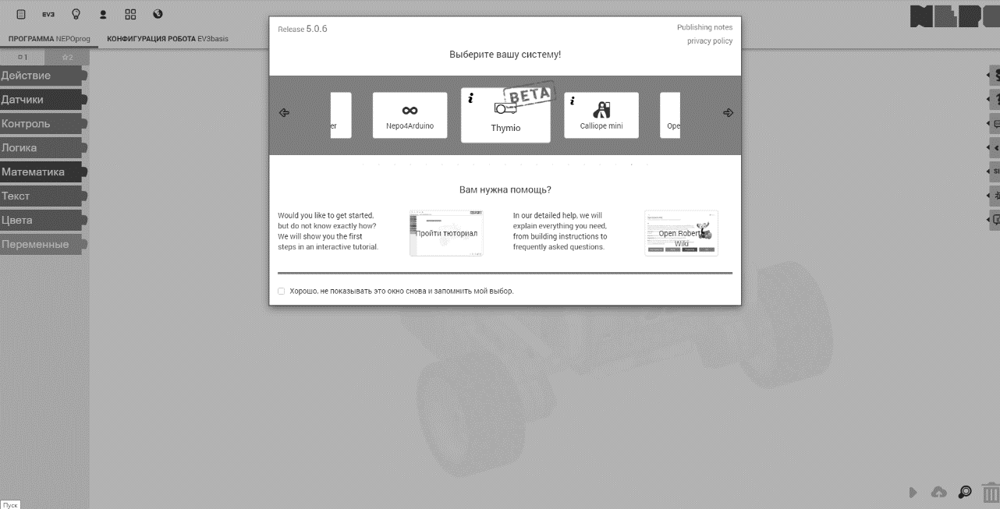 EV3
ПРОГРАММА NEPOprog
КОНФИГУРАЦИЯ РОБОТА EV3basis
1
2
Действие
Датчики
Контроль
Логика
Математика
Текст
Цвета
Переменные
Release 5.0.6
Publishing notes
privacy policy
Выберите вашу систему!
er
Nepo4Arduino
BETA
Thymio
Calliope mini
Ope
Вам нужна помощь?
Would you like to get started,
but do not know exactly how?
We will show you the first
steps in an interactive tutorial.
Пройти тюториал
In our detailed help, we will
explain everything you need,
from building instructions to
frequently asked questions.
Open Roberta
Wiki
Хорошо, не показывать это окно снова и запомнить мой выбор.
SI
Пуск